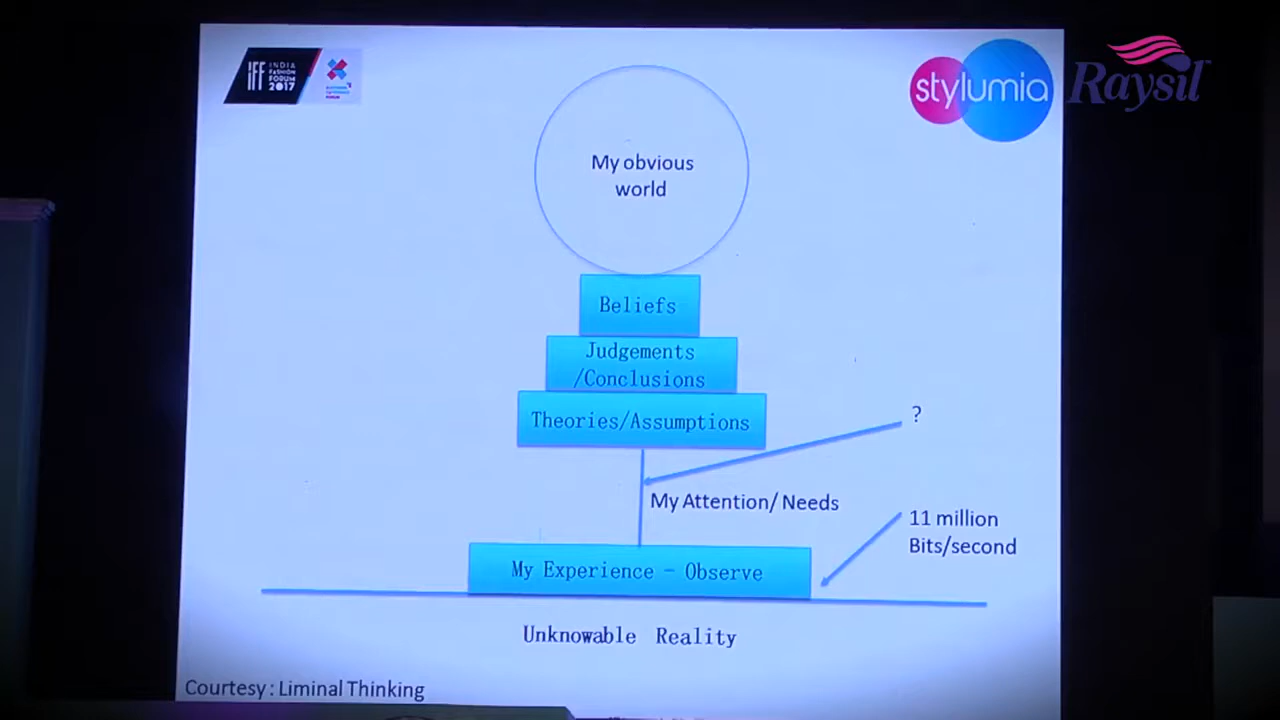 IFF
INDIA
FASHION
FORUM
2017
stylumia
Raysil
My obvious
world
Beliefs
Judgements
/Conclusions
Theories/Assumptions
?
My Attention/ Needs
11 million
Bits/second
My Experience - Observe
Unknowable Reality
Courtesy : Liminal Thinking